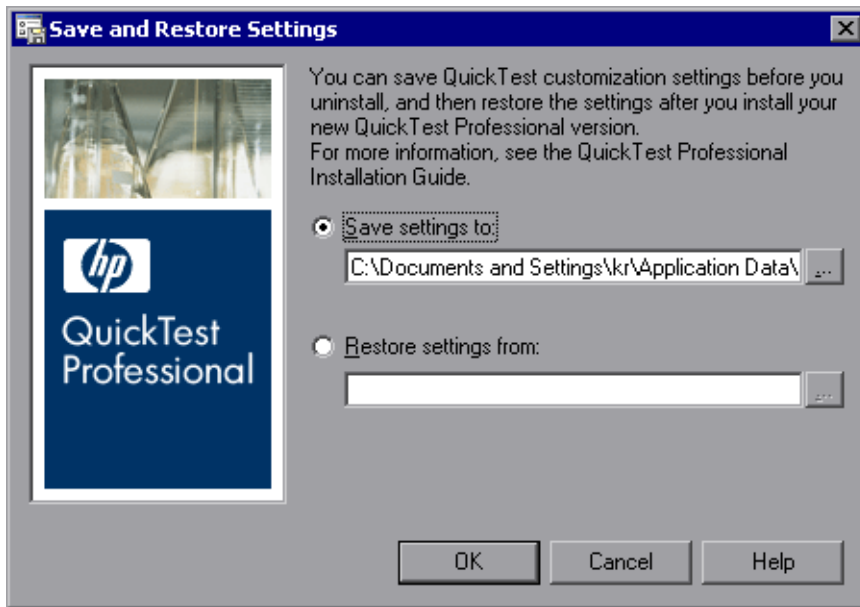 Save and Restore Settings
You can save QuickTest customization settings before you
uninstall, and then restore the settings after you install your
new QuickTest Professional version.
For more information, see the QuickTest Professional
Installation Guide.
Save settings to:
C:\Documents and Settings\kr\Application Data\
...
hp
QuickTest
Professional
Restore settings from:
...
OK
Cancel
Help